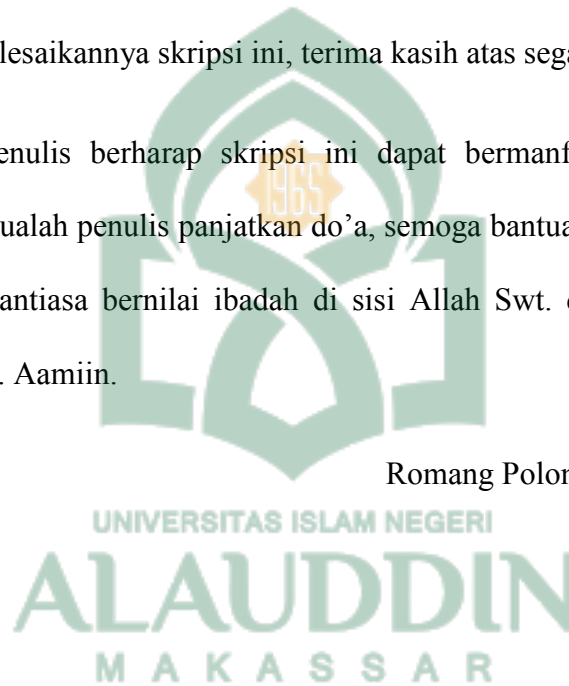 lesaikannya skripsi ini, terima kasih atas sega
enulis berharap skripsi ini dapat bermanf
1965
ualah penulis panjatkan do’a, semoga bantua
antiasa bernilai ibadah di sisi Allah Swt.
. Aamiin.
Romang Polon
UNIVERSITAS ISLAM NEGERI
ALAUDDIN
MAKASSAR